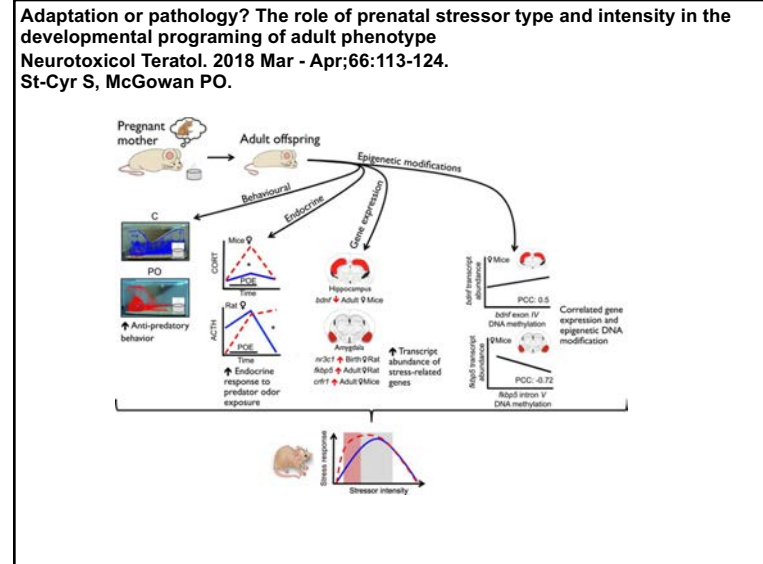 Adaptation or pathology? The role of prenatal stressor type and intensity in the
developmental programing of adult phenotype
Neurotoxicol Teratol. 2018 Mar - Apr;66:113-124.
St-Cyr S, McGowan PO.
Pregnant
mother
Adult offspring
Epigenetic modifications
Behavioural
Endocrine
Gene expression
C
PO
↑ Anti-predatory
behavior
Mice ♀
CORT
*
POE
Time
Rat ♀
ACTH
*
POE
Time
↑ Endocrine
response to
predator odor
exposure
Hippocampus
bdnf ↓ Adult ♀ Mice
Amygdala
nr3c1 ↑ Birth ♀ Rat
fkbp5 ↑ Adult ♀ Rat
crfr1 ↑ Adult ♀ Mice
↑ Transcript
abundance of
stress-related
genes
♀ Mice
bdnf transcript
abundance
PCC: 0.5
bdnf exon IV
DNA methylation
♀ Mice
fkbp5 transcript
abundance
PCC: -0.72
fkbp5 intron V
DNA methylation
Correlated gene
expression and
epigenetic DNA
modification
Stress response
Stressor intensity